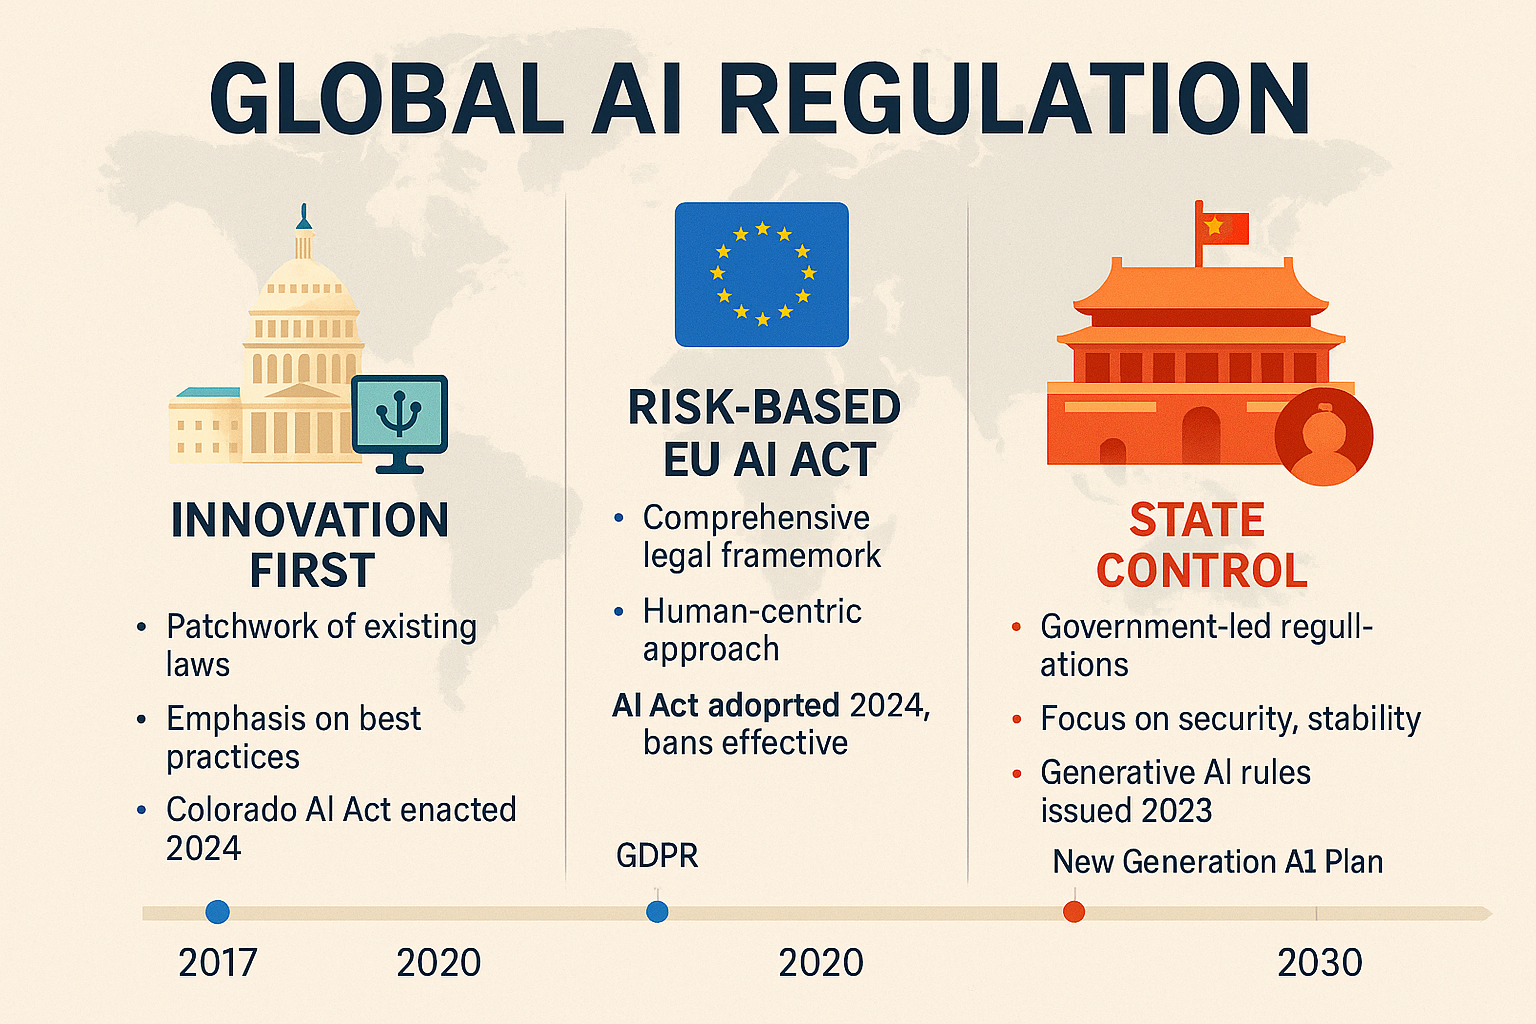 GLOBAL AI REGULATION
INNOVATION
FIRST
• Patchwork of existing
laws
• Emphasis on best
practices
• Colorado AI Act enacted
2024
RISK-BASED
EU AI ACT
• Comprehensive
legal framemork
• Human-centric
approach
AI Act adoprted 2024,
bans effective
GDPR
STATE
CONTROL
• Government-led regull-
ations
• Focus on security, stability
• Generative AI rules
issued 2023
New Generation A1 Plan
2017
2020
2020
2030